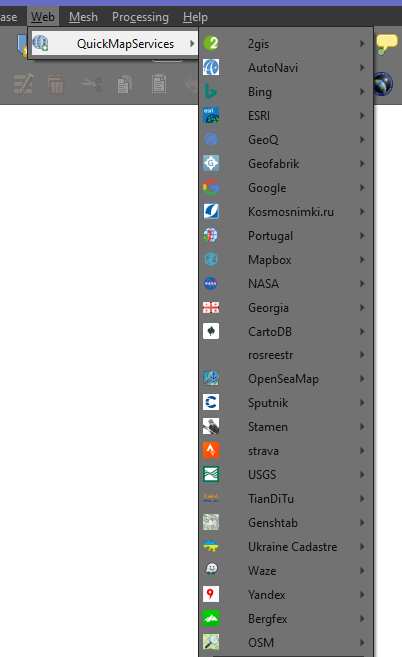 ase Web Mesh Processing Help
QuickMapServices
2gis
AutoNavi
Bing
esri ESRI
GeoQ
Geofabrik
Google
Kosmosnimki.ru
Portugal
Mapbox
NASA
Georgia
CartoDB
rosreestr
OpenSeaMap
Sputnik
Stamen
strava
USGS
TianDiTu
Genshtab
Ukraine Cadastre
Waze
Yandex
Bergfex
OSM